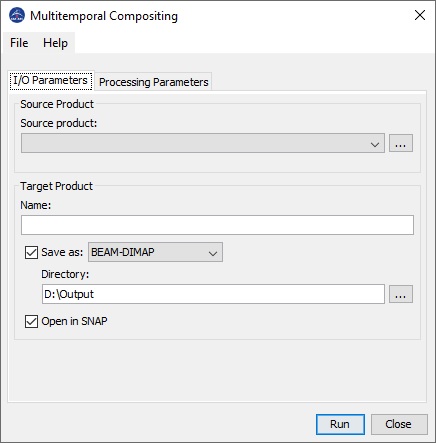 Multitemporal Compositing
File Help
I/O Parameters Processing Parameters
Source Product
Source product:
...
Target Product
Name:
Save as: BEAM-DIMAP
Directory:
D:\Output ...
Open in SNAP
Run Close